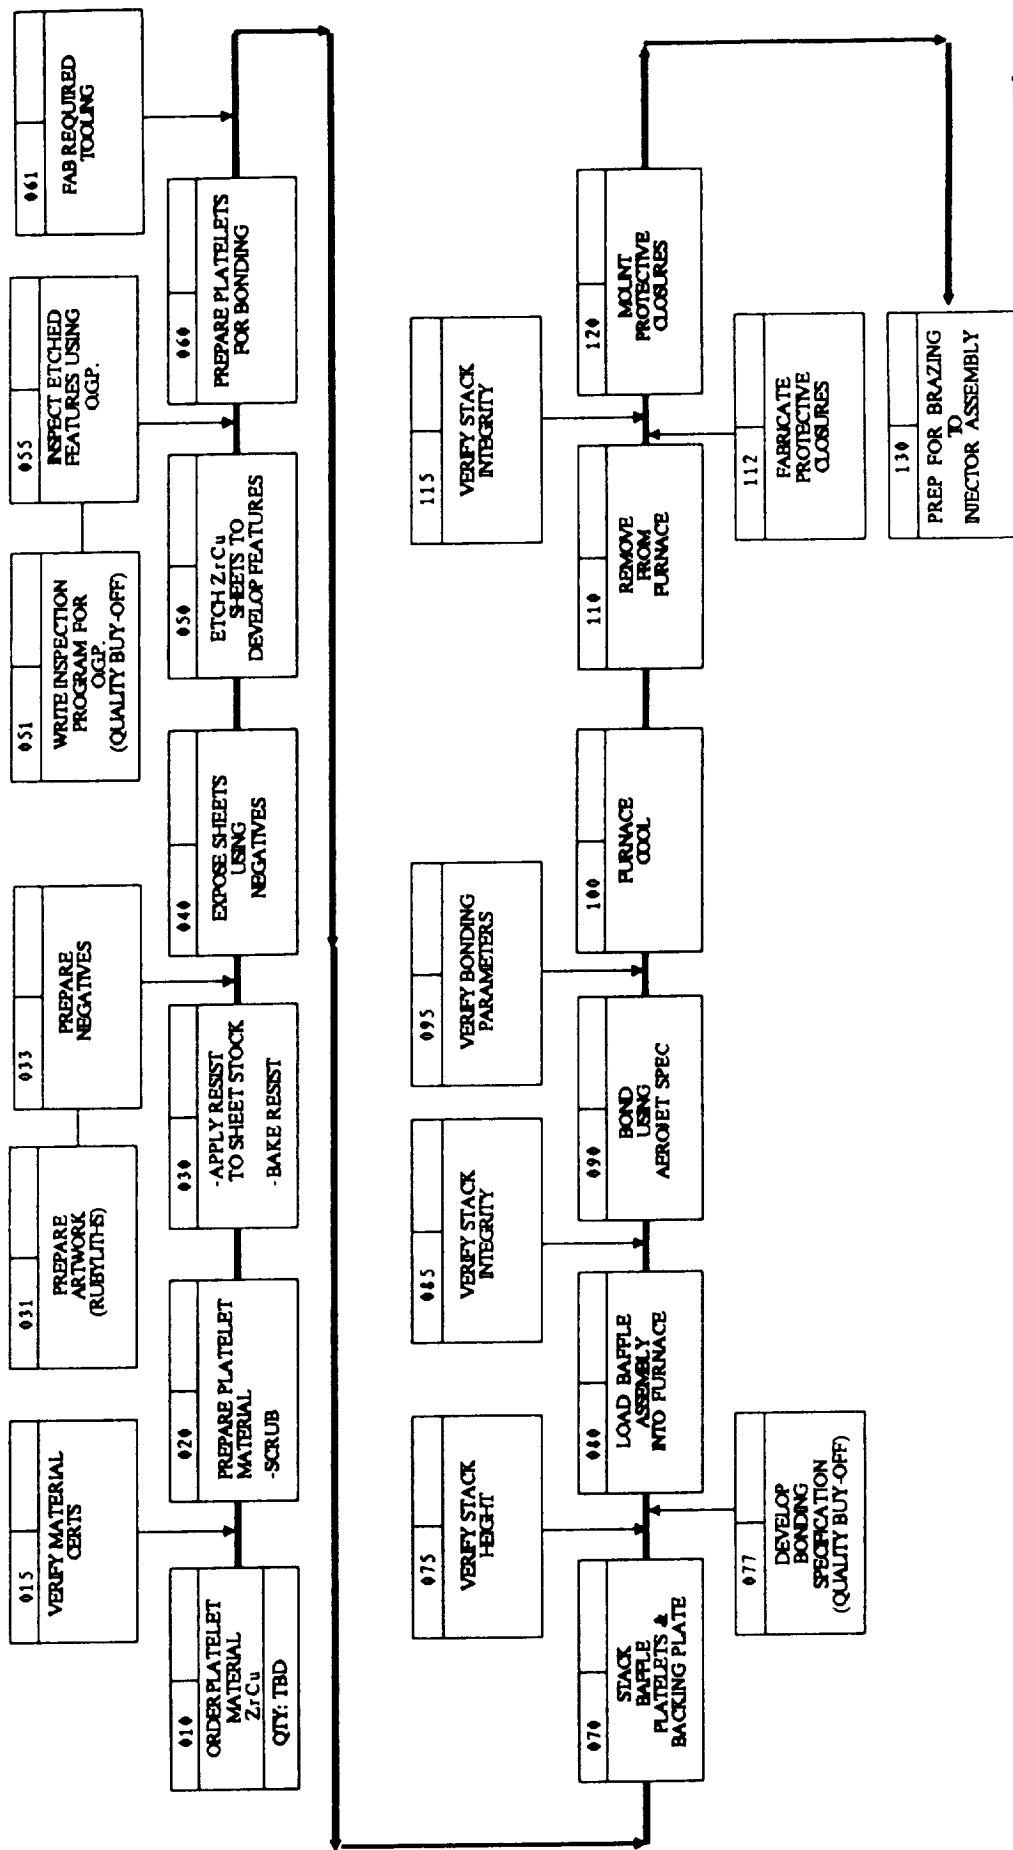 015
VERIFY MATERIAL
CERTS
031
PREPARE
ARTWORK
(RUBYLITHS)
033
PREPARE
NEGATIVES
051
WRITE INSPECTION
PROGRAM FOR
O.G.P.
(QUALITY BUY-OFF)
055
INSPECT ETCHED
FEATURES USING
O.G.P.
061
FAB REQUIRED
TOOLING
010
ORDER PLATELET
MATERIAL
ZrCu
QTY: TBD
020
PREPARE PLATELET
MATERIAL
-SCRUB
030
-APPLY RESIST
TO SHEET STOCK
-BAKE RESIST
040
EXPOSE SHEETS
USING
NEGATIVES
050
ETCH ZrCu
SHEETS TO
DEVELOP FEATURES
060
PREPARE PLATELETS
FOR BONDING
075
VERIFY STACK
HEIGHT
085
VERIFY STACK
INTEGRITY
095
VERIFY BONDING
PARAMETERS
115
VERIFY STACK
INTEGRITY
070
STACK
BAFFLE
PLATELETS &
BACKING PLATE
080
LOAD BAFFLE
ASSEMBLY
INTO FURNACE
090
BOND
USING
AEROJET SPEC
100
FURNACE
COOL
110
REMOVE
FROM
FURNACE
120
MOUNT
PROTECTIVE
CLOSURES
077
DEVELOP
BONDING
SPECIFICATION
(QUALITY BUY-OFF)
112
FABRICATE
PROTECTIVE
CLOSURES
130
PREP FOR BRAZING
TO
INJECTOR ASSEMBLY